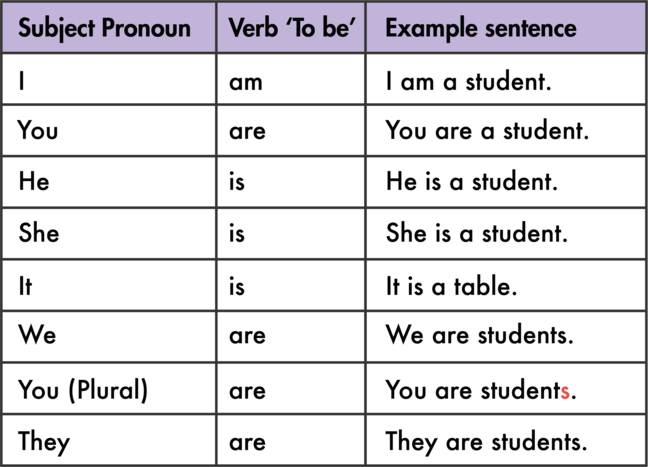 Subject Pronoun Verb ‘To be’ Example sentence
I am I am a student.
You are You are a student.
He is He is a student.
She is She is a student.
It is It is a table.
We are We are students.
You (Plural) are You are students.
They are They are students.